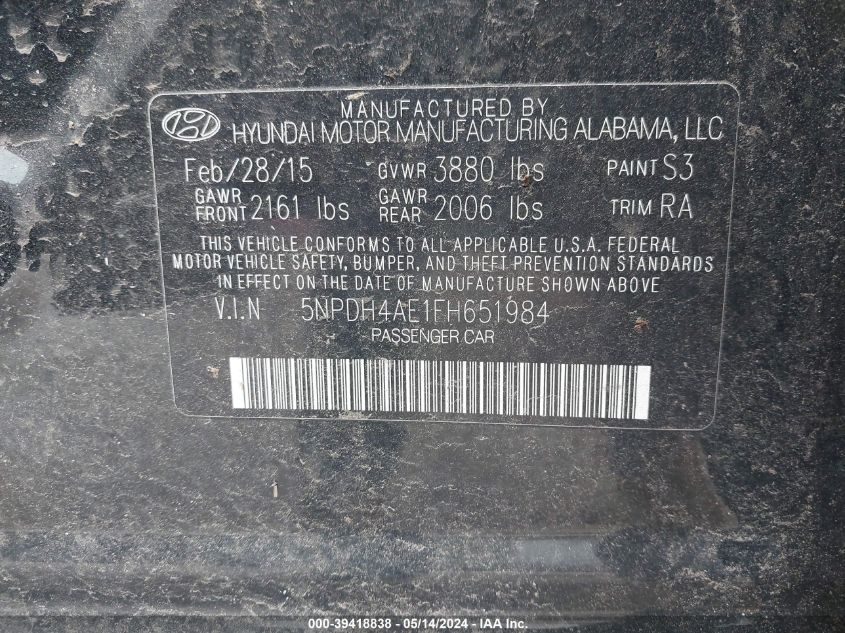 MANUFACTURED BY
HYUNDAI MOTOR MANUFACTURING ALABAMA, LLC
Feb/28/15 GVWR 3880 lbs PAINT S3
GAWR FRONT 2161 lbs GAWR REAR 2006 lbs TRIM RA
THIS VEHICLE CONFORMS TO ALL APPLICABLE U.S.A. FEDERAL
MOTOR VEHICLE SAFETY, BUMPER, AND THEFT PREVENTION STANDARDS
IN EFFECT ON THE DATE OF MANUFACTURE SHOWN ABOVE
V.I.N 5NPDH4AE1FH651984
PASSENGER CAR
000-39418838 - 05/14/2024 - IAA Inc.